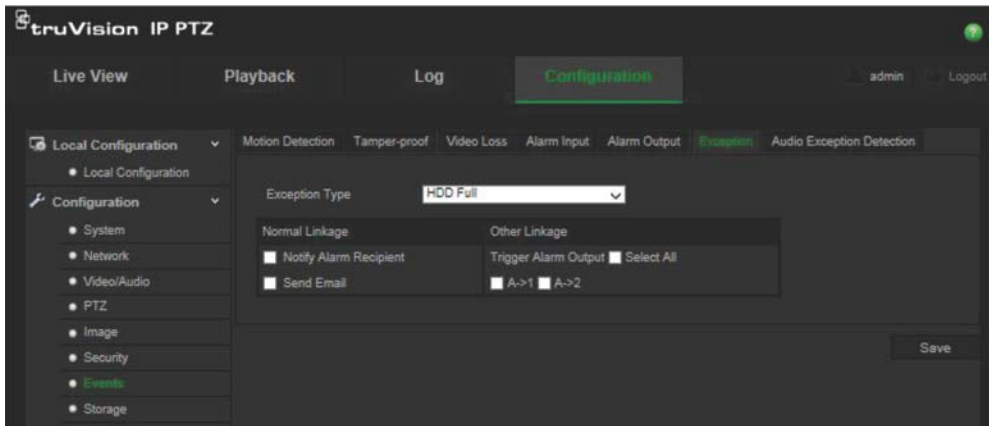 truVision IP PTZ
?
Live View Playback Log Configuration admin Logout
Local Configuration
Local Configuration
Configuration
System
Network
Video/Audio
PTZ
Image
Security
Events
Storage
Motion Detection Tamper-proof Video Loss Alarm Input Alarm Output Exception Audio Exception Detection
Exception Type HDD Full
Normal Linkage Other Linkage
Notify Alarm Recipient Trigger Alarm Output Select All
Send Email A->1 A->2
Save